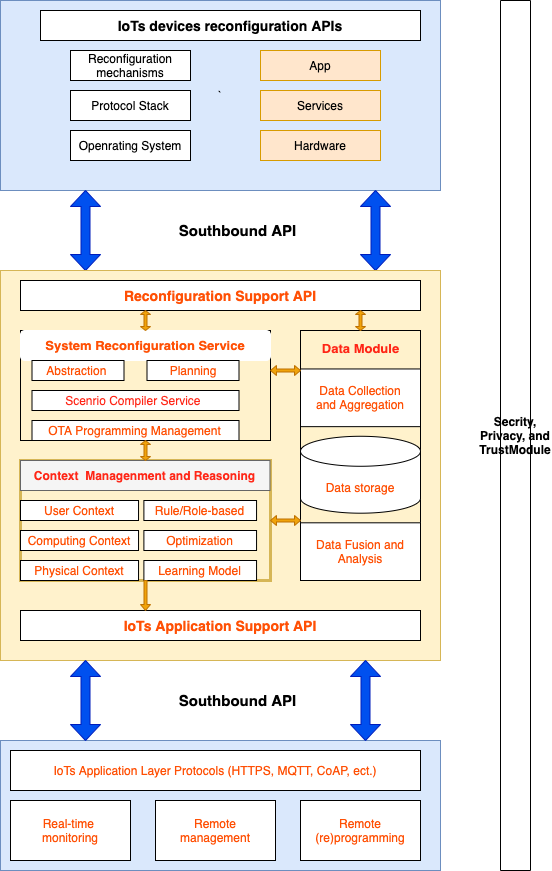 IoTs devices reconfiguration APIs
Reconfiguration
mechanisms
App
Protocol Stack
Services
Openrating System
Hardware
Southbound API
Reconfiguration Support API
System Reconfiguration Service
Abstraction
Planning
Scenrio Compiler Service
OTA Programming Management
Data Module
Data Collection
and Aggregation
Data storage
Data Fusion and
Analysis
Context Managenment and Reasoning
User Context
Rule/Role-based
Computing Context
Optimization
Physical Context
Learning Model
IoTs Application Support API
Southbound API
IoTs Application Layer Protocols (HTTPS, MQTT, CoAP, ect.)
Real-time
monitoring
Remote
management
Remote
(re)programming
Secrity,
Privacy, and
TrustModule